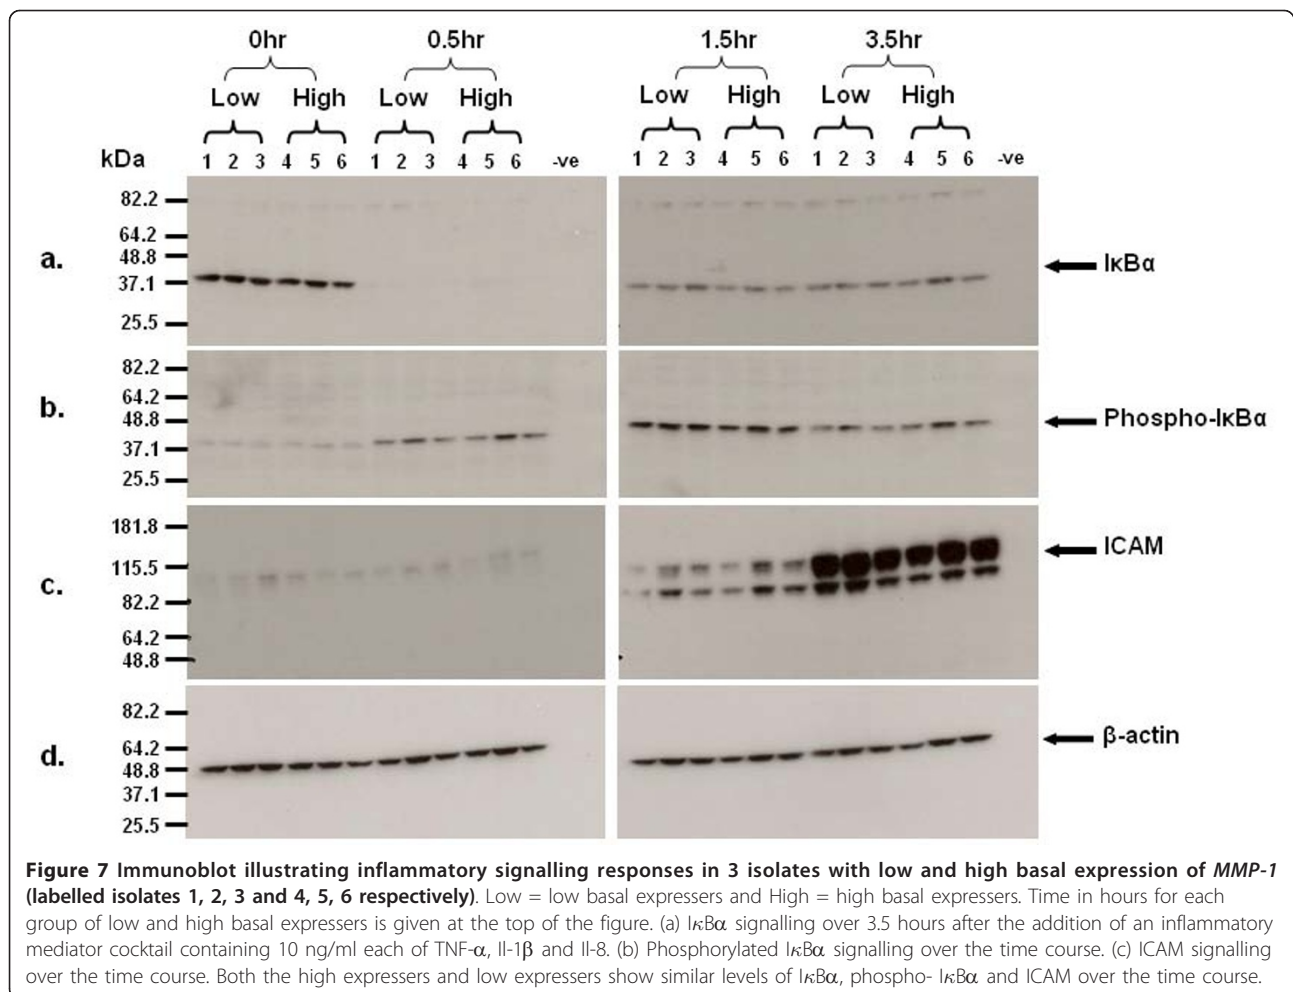 0hr 0.5hr 1.5hr 3.5hr
Low High Low High Low High Low High
kDa 1 2 3 4 5 6 1 2 3 4 5 6 -ve 1 2 3 4 5 6 1 2 3 4 5 6 -ve
a.
82.2
64.2
48.8
37.1
25.5
IκBα
b.
82.2
64.2
48.8
37.1
25.5
Phospho-IκBα
c.
181.8
115.5
82.2
64.2
48.8
ICAM
d.
82.2
64.2
48.8
37.1
25.5
β-actin
Figure 7 Immunoblot illustrating inflammatory signalling responses in 3 isolates with low and high basal expression of MMP-1
(labelled isolates 1, 2, 3 and 4, 5, 6 respectively). Low = low basal expressers and High = high basal expressers. Time in hours for each
group of low and high basal expressers is given at the top of the figure. (a) IκBα signalling over 3.5 hours after the addition of an inflammatory
mediator cocktail containing 10 ng/ml each of TNF-α, Il-1β and Il-8. (b) Phosphorylated IκBα signalling over the time course. (c) ICAM signalling
over the time course. Both the high expressers and low expressers show similar levels of IκBα, phospho- IκBα and ICAM over the time course.